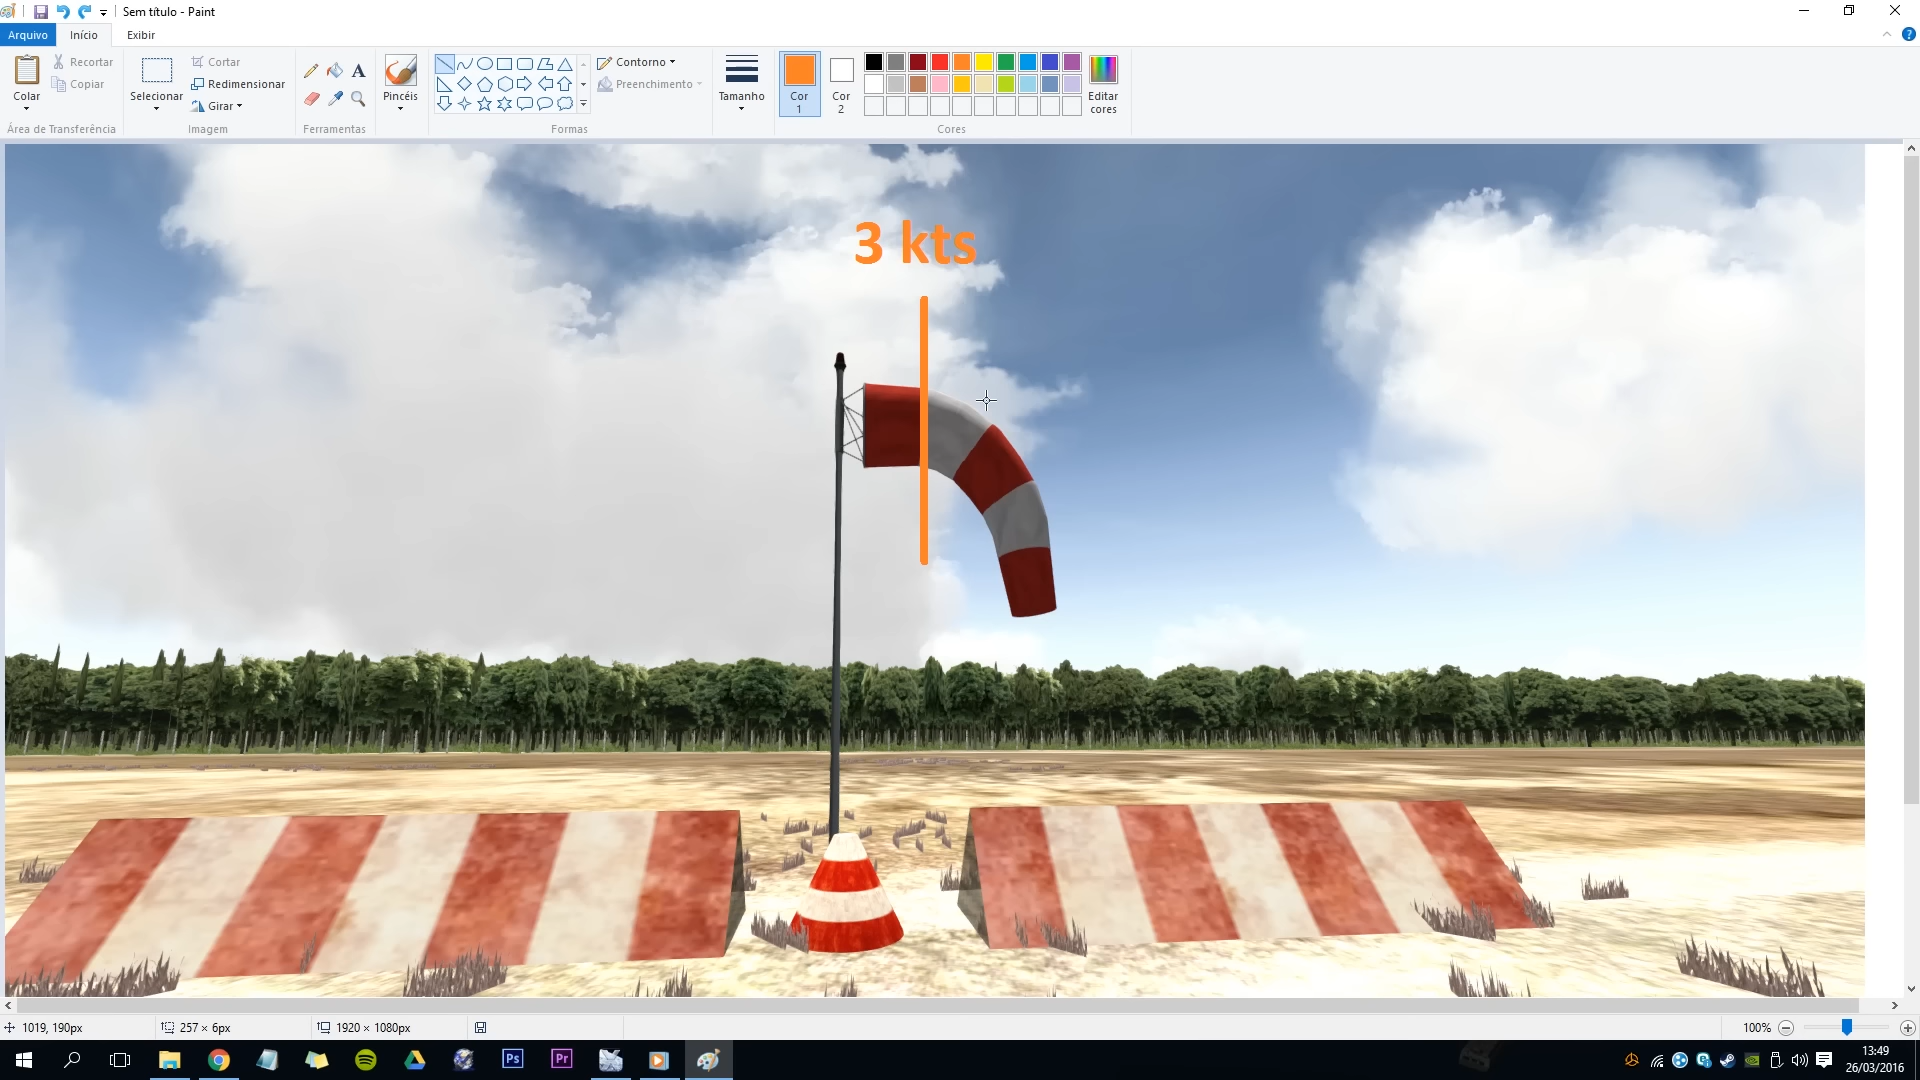 Sem título - Paint
Arquivo Início Exibir
Colar
Recortar
Copiar
Área de Transferência
Selecionar
Cortar
Redimensionar
Girar
Imagem
A
Ferramentas
Pincéis
Contorno
Preenchimento
Formas
Tamanho
Cor
1
Cor
2
Editar
cores
Cores
3 kts
1019, 190px
257 × 6px
1920 × 1080px
100%
Ps
Pr
13:49
26/03/2016